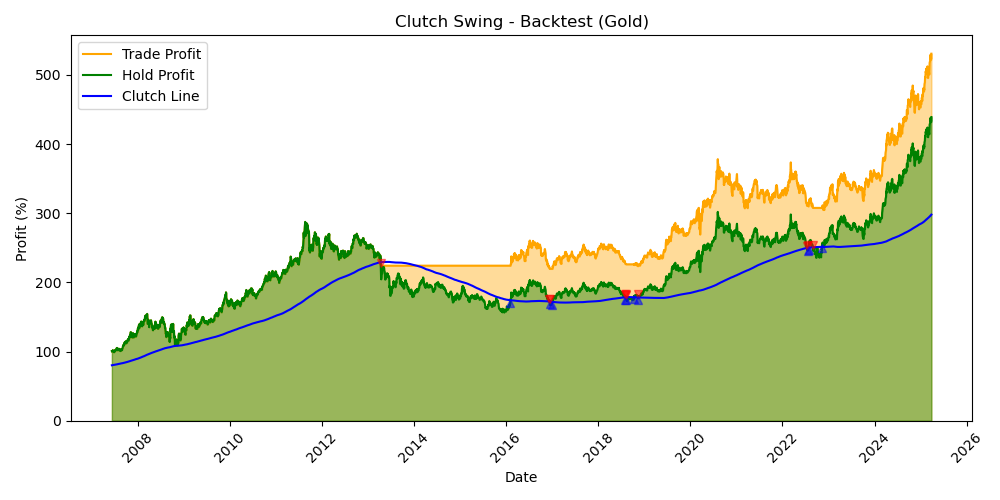 Clutch Swing - Backtest (Gold)
Trade Profit
Hold Profit
Clutch Line
Profit (%)
500
400
300
200
100
0
2008 2010 2012 2014 2016 2018 2020 2022 2024 2026
Date